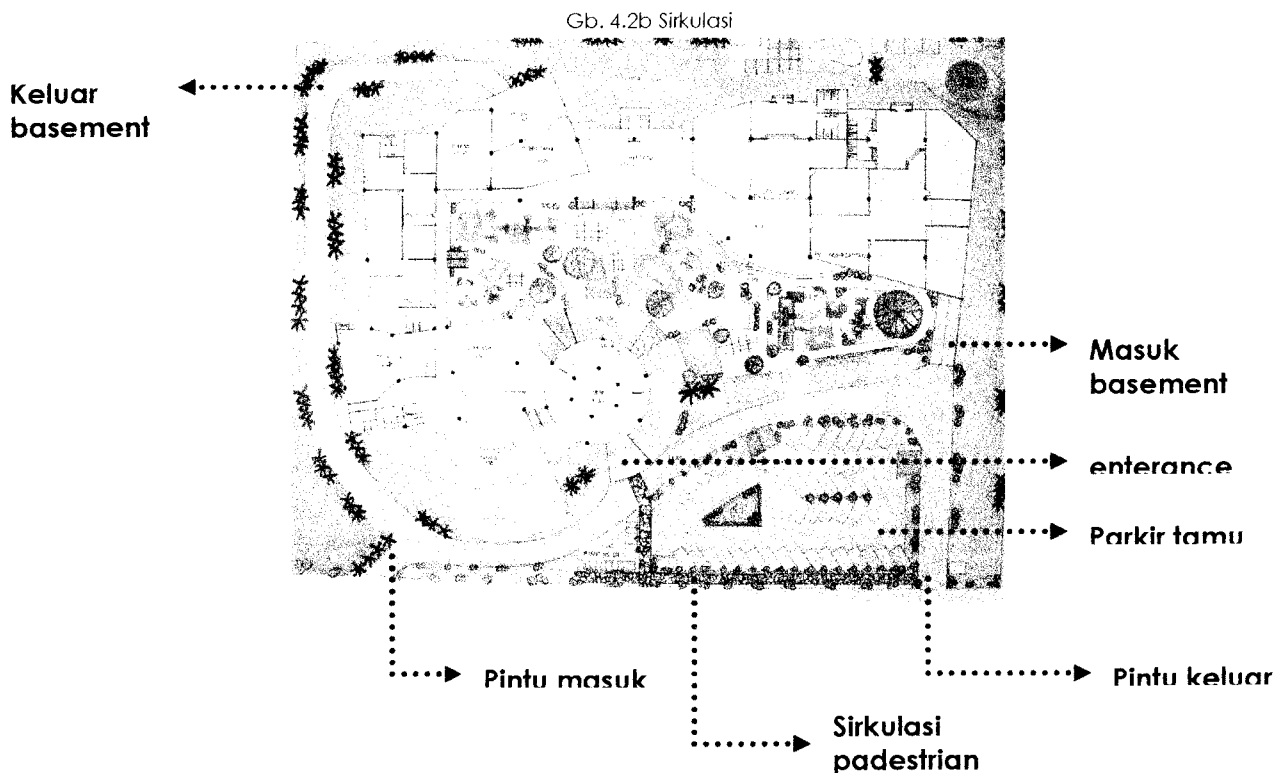 Gb. 4.2b Sirkulasi
Keluar
basement
Masuk
basement
enterance
Parkir tamu
Pintu masuk
Pintu keluar
Sirkulasi
padestrian